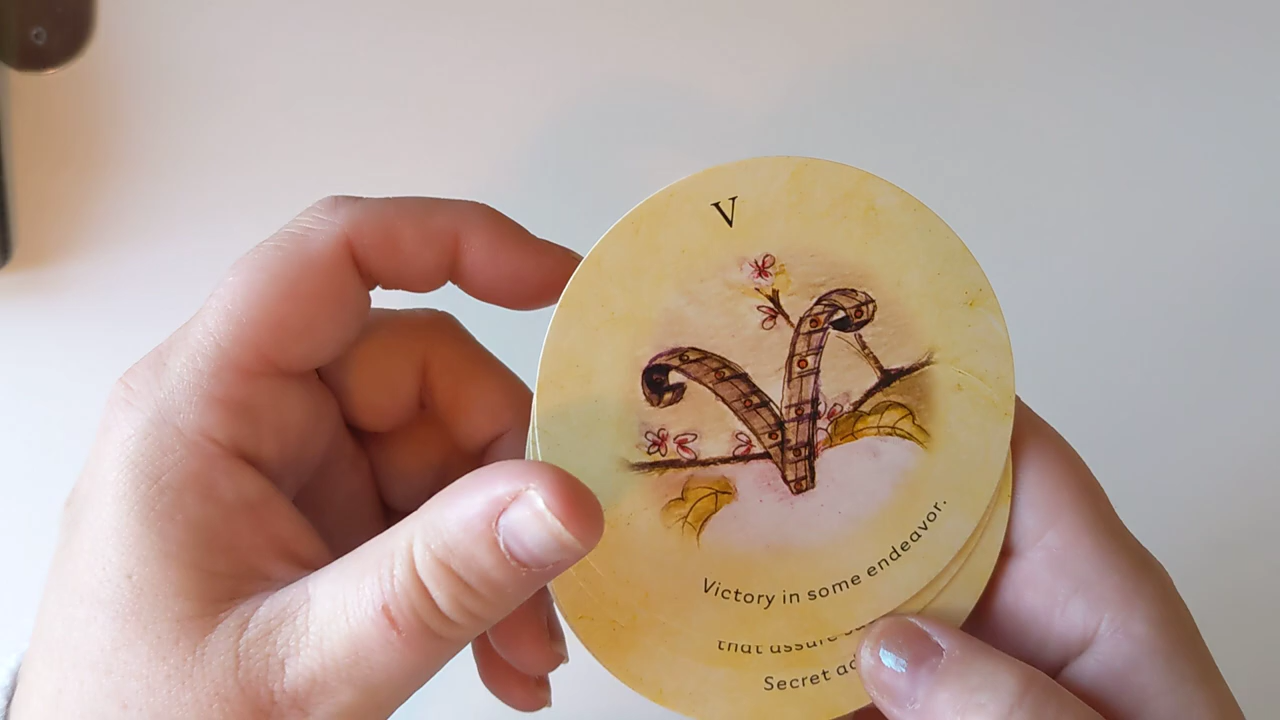 V
Victory in some endeavor.
that assure
Secret